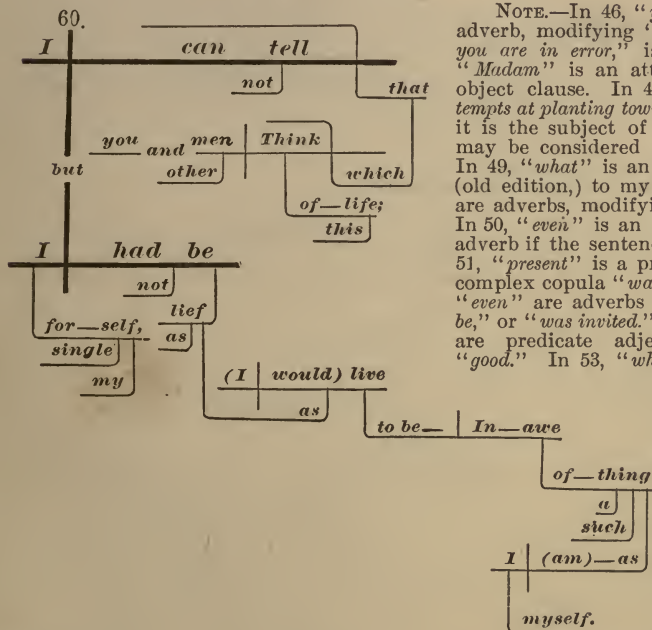 60.
I can tell
not
that
you and men Think
other which
but
of—life;
this
I had be
not
lief
for—self, as
single
my
(I would) live
as
to be— In—awe
of—thing
a
such
I (am)—as
myself.
NOTE.—In 46, “
adverb, modifying ‘
you are in error,” is
“Madam” is an att
object clause. In 4
tempts at planting tow
it is the subject of
may be considered
In 49, “what” is an
(old edition,) to my
are adverbs, modifyi
In 50, “even” is an
adverb if the senten
51, “present” is a pr
complex copula “wa
“even” are adverbs
be,” or “was invited.”
are predicate adje
“good.” In 53, “wh